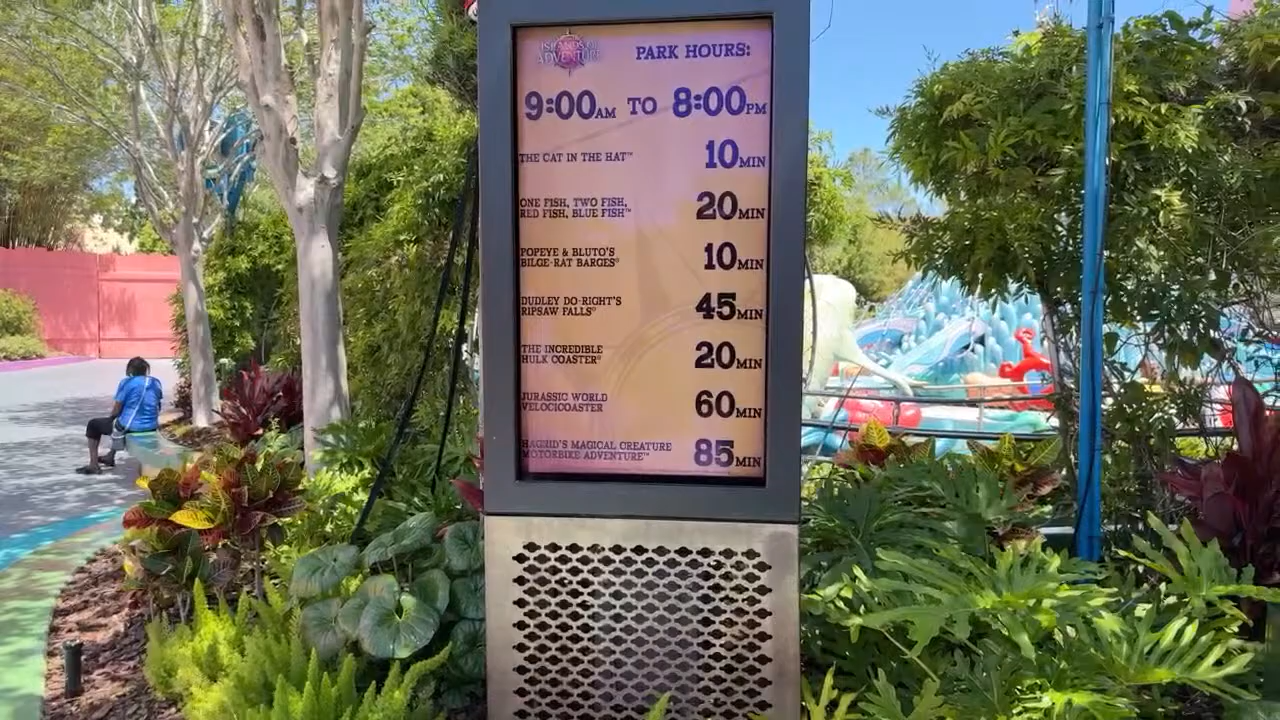 ISLANDS OF
ADVENTURE
PARK HOURS:
9:00AM TO 8:00PM
THE CAT IN THE HAT™ 10MIN
ONE FISH, TWO FISH,
RED FISH, BLUE FISH™ 20MIN
POPEYE & BLUTO'S
BILGE-RAT BARGES® 10MIN
DUDLEY DO-RIGHT'S
RIPSAW FALLS® 45MIN
THE INCREDIBLE
HULK COASTER® 20MIN
JURASSIC WORLD
VELOCICOASTER 60MIN
HAGRID'S MAGICAL CREATURE
MOTORBIKE ADVENTURE™ 85MIN